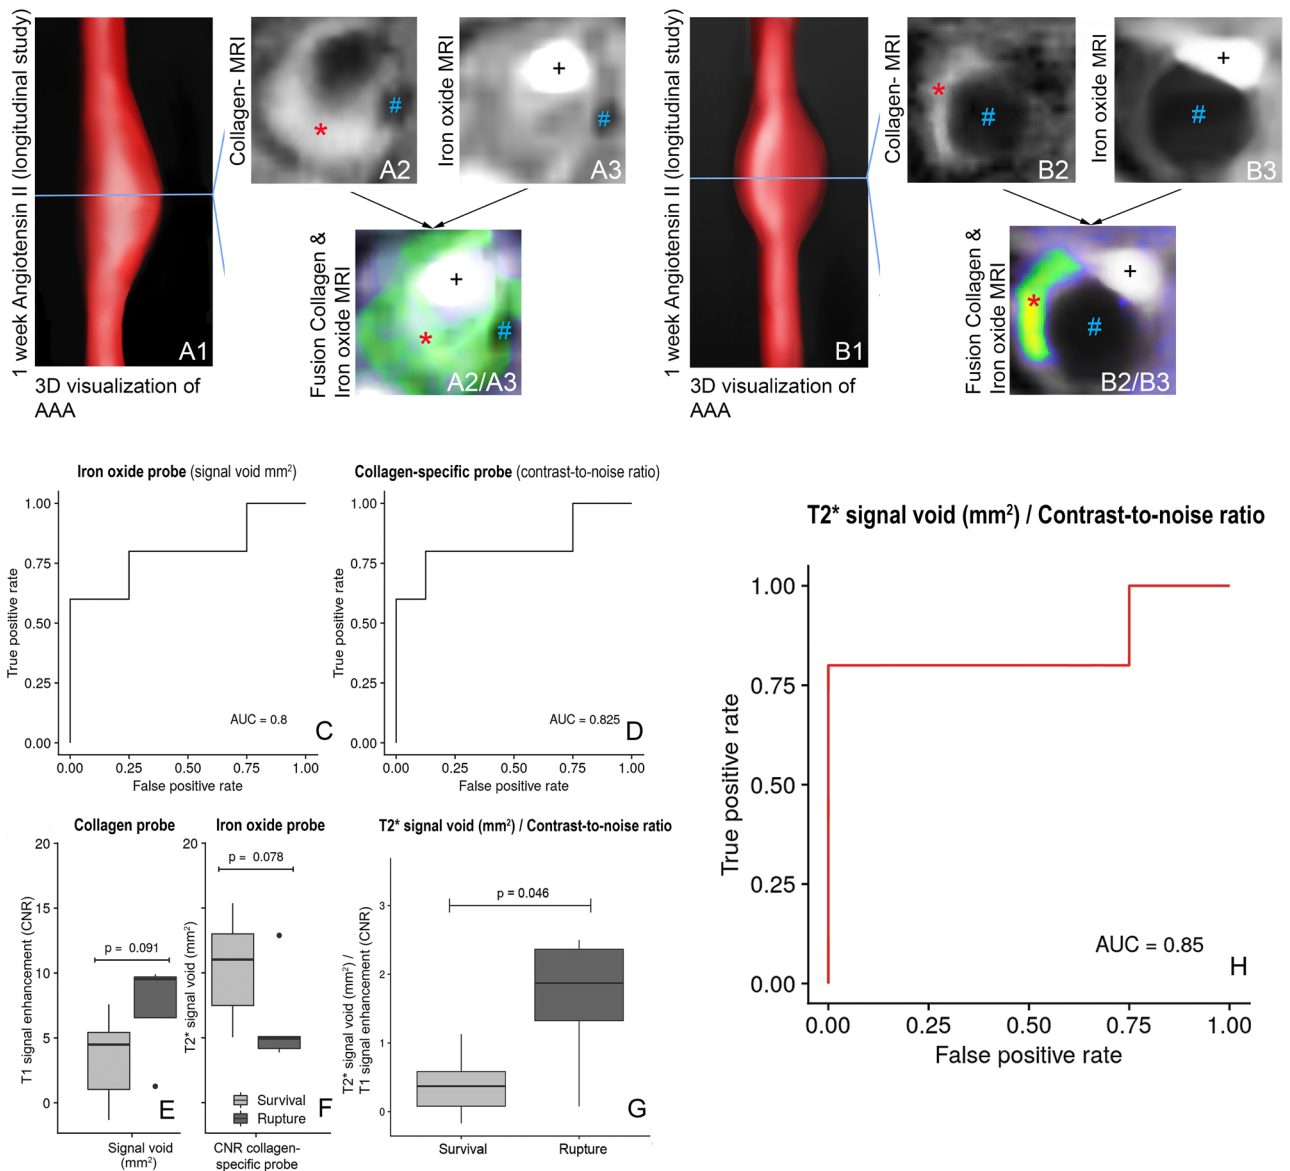 1 week Angiotensin II (longitudinal study)
A1
3D visualization of
AAA
Collagen- MRI
*
#
A2
Iron oxide MRI
+
#
A3
Fusion Collagen &
Iron oxide MRI
+
*
#
A2/A3
1 week Angiotensin II (longitudinal study)
B1
3D visualization of
AAA
Collagen- MRI
*
#
B2
Iron oxide MRI
+
#
B3
Fusion Collagen &
Iron oxide MRI
+
*
#
B2/B3
Iron oxide probe (signal void mm²)
True positive rate
1.00
0.75
0.50
0.25
0.00
AUC = 0.8
C
0.00 0.25 0.50 0.75 1.00
False positive rate
Collagen-specific probe (contrast-to-noise ratio)
True positive rate
1.00
0.75
0.50
0.25
0.00
AUC = 0.825
D
0.00 0.25 0.50 0.75 1.00
False positive rate
T2* signal void (mm²) / Contrast-to-noise ratio
True positive rate
1.00
0.75
0.50
0.25
0.00
AUC = 0.85
H
0.00 0.25 0.50 0.75 1.00
False positive rate
Collagen probe
T1 signal enhancement (CNR)
20
15
10
5
0
p = 0.091
E
Signal void
(mm²)
Iron oxide probe
T2* signal void (mm²)
20
p = 0.078
Survival
Rupture
F
CNR collagen-
specific probe
T2* signal void (mm²) / Contrast-to-noise ratio
T2* signal void (mm²) /
T1 signal enhancement (CNR)
3
2
1
0
p = 0.046
G
Survival Rupture